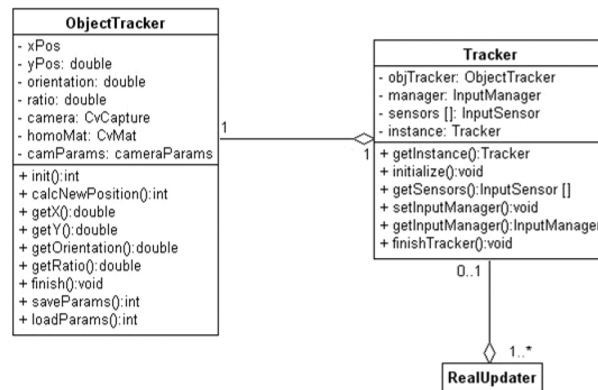 ObjectTracker
- xPos
- yPos: double
- orientation: double
- ratio: double
- camera: CvCapture
- homoMat: CvMat
- camParams: cameraParams
+ init():int
+ calcNewPosition():int
+ getX():double
+ getY():double
+ getOrientation():double
+ getRatio():double
+ finish():void
+ saveParams():int
+ loadParams():int
1
1
Tracker
- objTracker: ObjectTracker
- manager: InputManager
- sensors []: InputSensor
- instance: Tracker
+ getInstance():Tracker
+ initialize():void
+ getSensors():InputSensor []
+ setInputManager():void
+ getInputManager():InputManager
+ finishTracker():void
0..1
1..*
RealUpdater